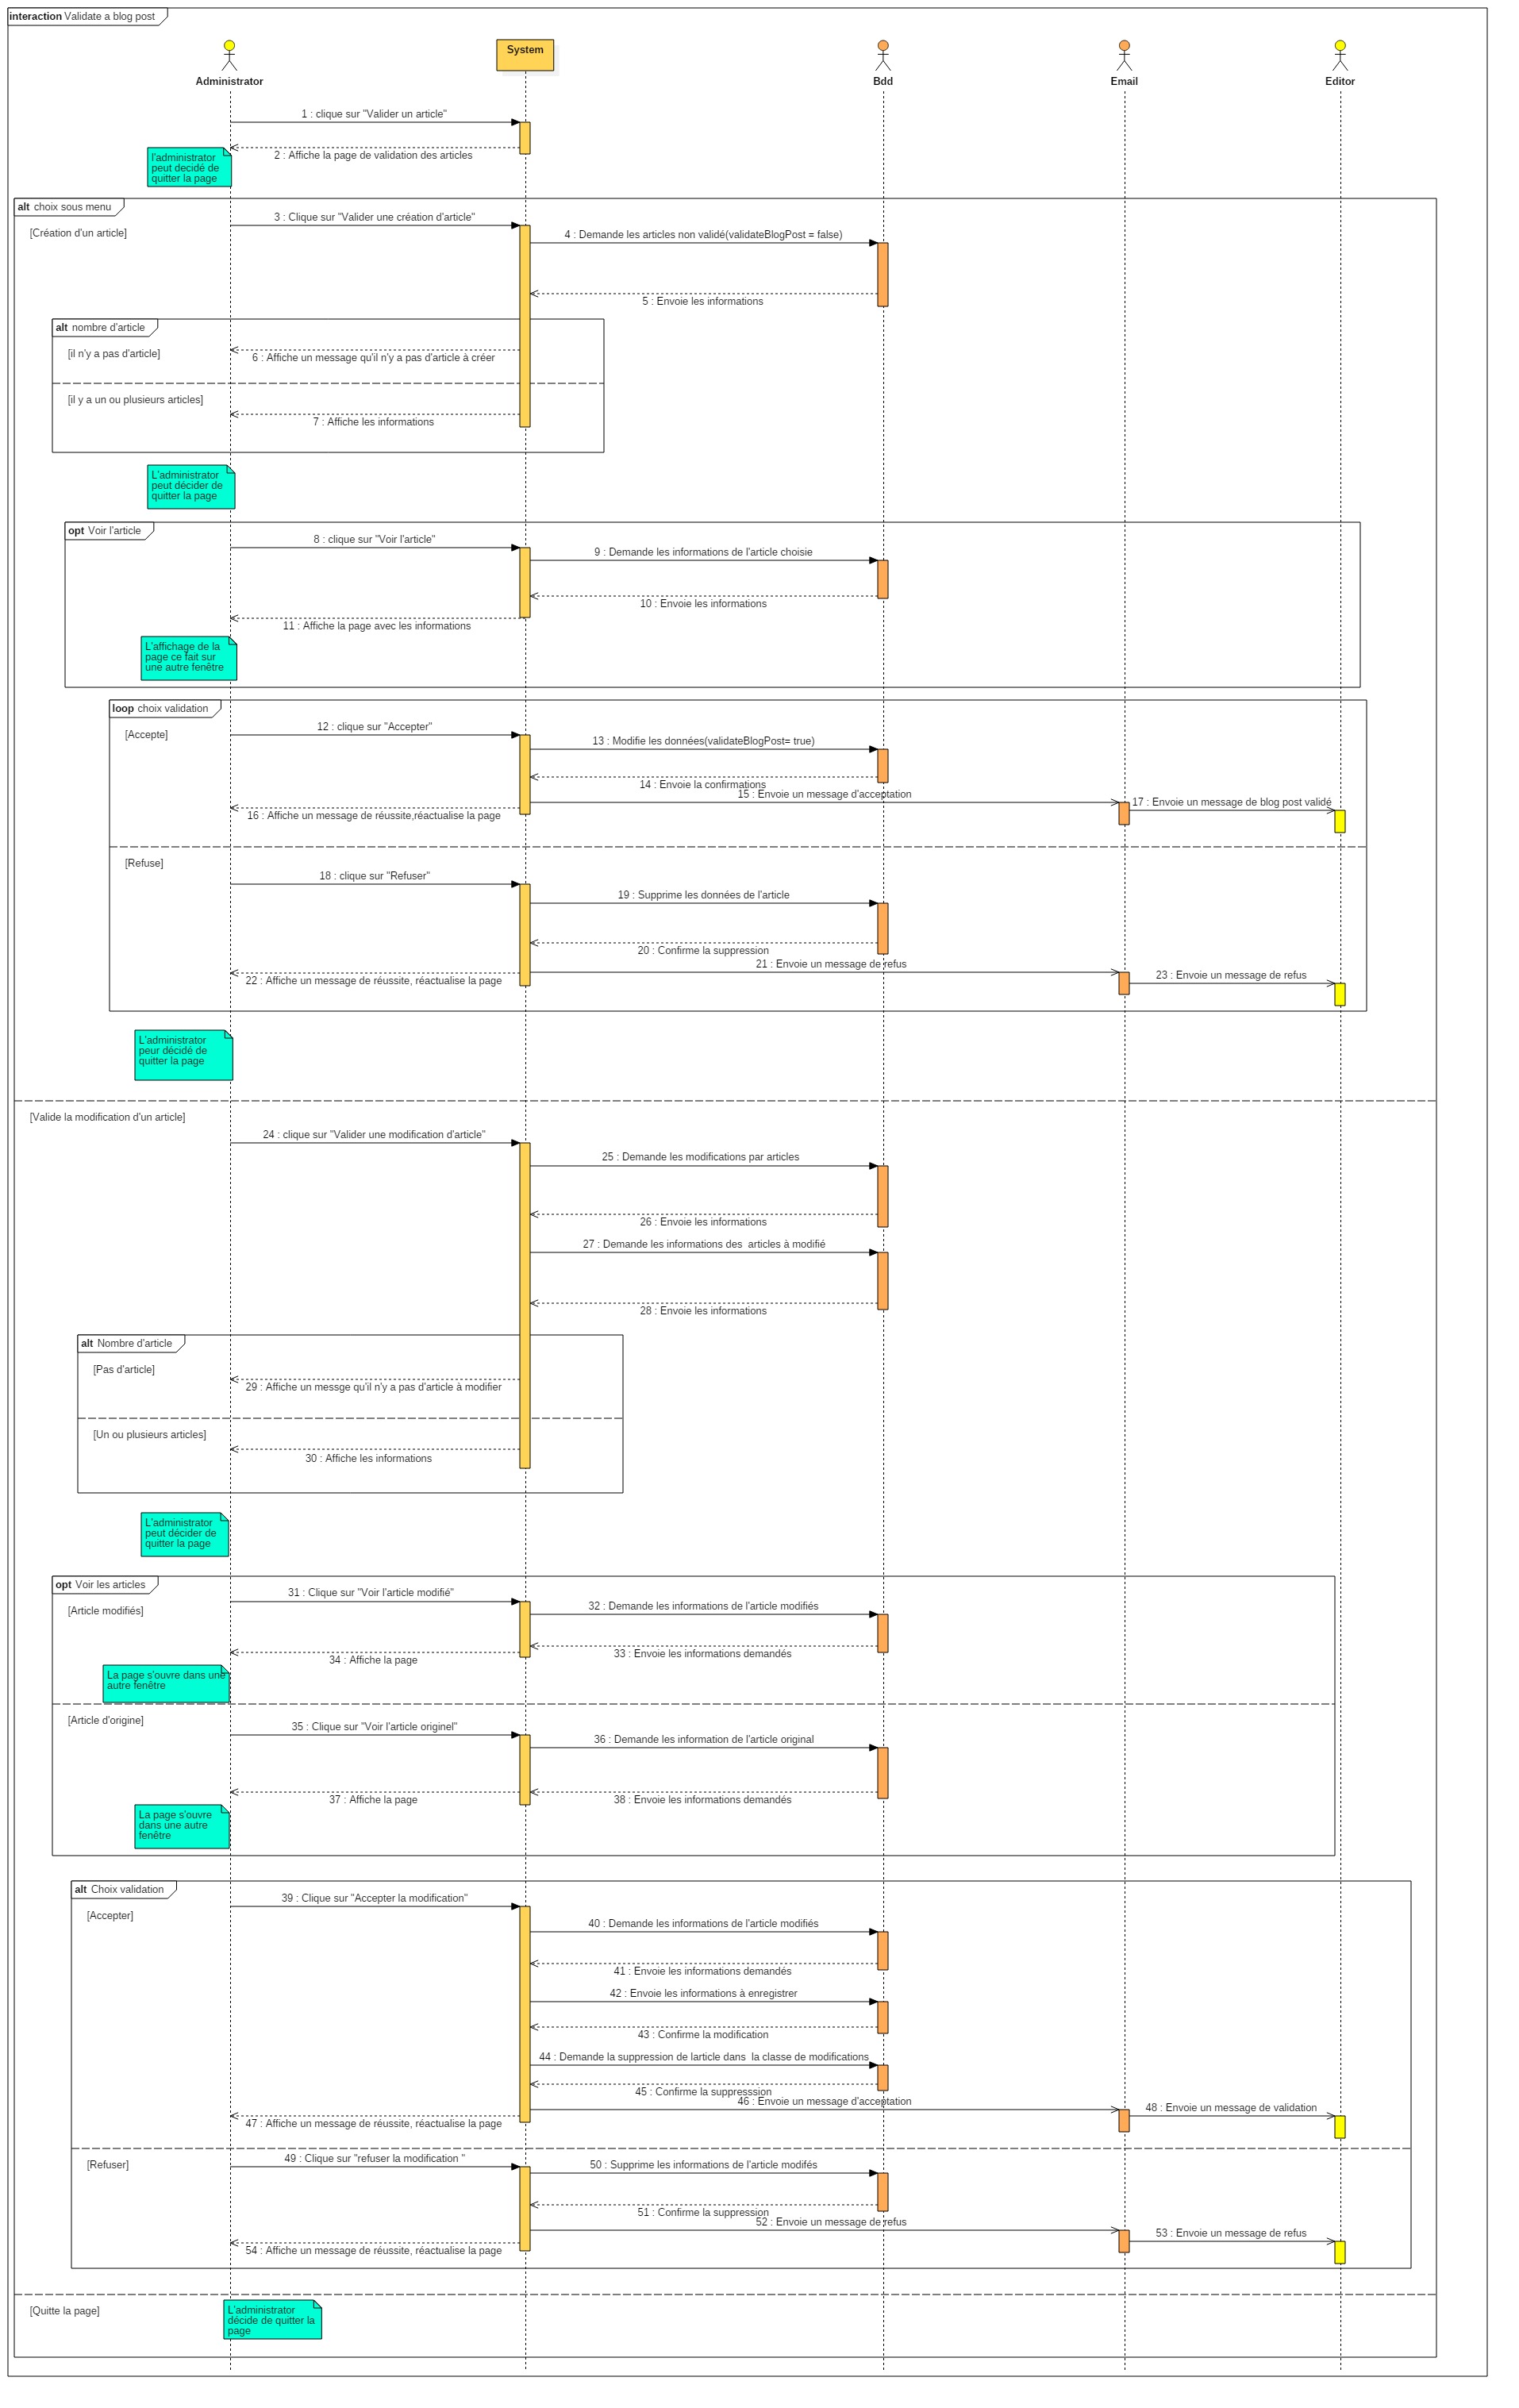 interaction Validate a blog post
Administrator
System
Bdd
Email
Editor
1 : clique sur "Valider un article"
2 : Affiche la page de validation des articles
l'administrator
peut decidé de
quitter la page
alt choix sous menu
3 : Clique sur "Valider une création d'article"
[Création d'un article]
4 : Demande les articles non validé(validateBlogPost = false)
5 : Envoie les informations
alt nombre d'article
[il n'y a pas d'article]
6 : Affiche un message qu'il n'y a pas d'article à créer
[il y a un ou plusieurs articles]
7 : Affiche les informations
L'administrator
peut décider de
quitter la page
opt Voir l'article
8 : clique sur "Voir l'article"
9 : Demande les informations de l'article choisie
10 : Envoie les informations
11 : Affiche la page avec les informations
L'affichage de la
page ce fait sur
une autre fenêtre
loop choix validation
12 : clique sur "Accepter"
[Accepte]
13 : Modifie les données(validateBlogPost= true)
14 : Envoie la confirmations
15 : Envoie un message d'acceptation
17 : Envoie un message de blog post validé
16 : Affiche un message de réussite,réactualise la page
[Refuse]
18 : clique sur "Refuser"
19 : Supprime les données de l'article
20 : Confirme la suppression
21 : Envoie un message de refus
23 : Envoie un message de refus
22 : Affiche un message de réussite, réactualise la page
L'administrator
peur décidé de
quitter la page
[Valide la modification d'un article]
24 : clique sur "Valider une modification d'article"
25 : Demande les modifications par articles
26 : Envoie les informations
27 : Demande les informations des  articles à modifié
28 : Envoie les informations
alt Nombre d'article
[Pas d'article]
29 : Affiche un messge qu'il n'y a pas d'article à modifier
[Un ou plusieurs articles]
30 : Affiche les informations
L'administrator
peut décider de
quitter la page
opt Voir les articles
31 : Clique sur "Voir l'article modifié"
[Article modifiés]
32 : Demande les informations de l'article modifiés
33 : Envoie les informations demandés
34 : Affiche la page
La page s'ouvre dans une
autre fenêtre
[Article d'origine]
35 : Clique sur "Voir l'article originel"
36 : Demande les information de l'article original
37 : Affiche la page
38 : Envoie les informations demandés
La page s'ouvre
dans une autre
fenêtre
alt Choix validation
39 : Clique sur "Accepter la modification"
[Accepter]
40 : Demande les informations de l'article modifiés
41 : Envoie les informations demandés
42 : Envoie les informations à enregistrer
43 : Confirme la modification
44 : Demande la suppression de larticle dans  la classe de modifications
45 : Confirme la suppresssion
46 : Envoie un message d'acceptation
48 : Envoie un message de validation
47 : Affiche un message de réussite, réactualise la page
49 : Clique sur "refuser la modification "
[Refuser]
50 : Supprime les informations de l'article modifés
51 : Confirme la suppression
52 : Envoie un message de refus
53 : Envoie un message de refus
54 : Affiche un message de réussite, réactualise la page
[Quitte la page]
L'administrator
décide de quitter la
page